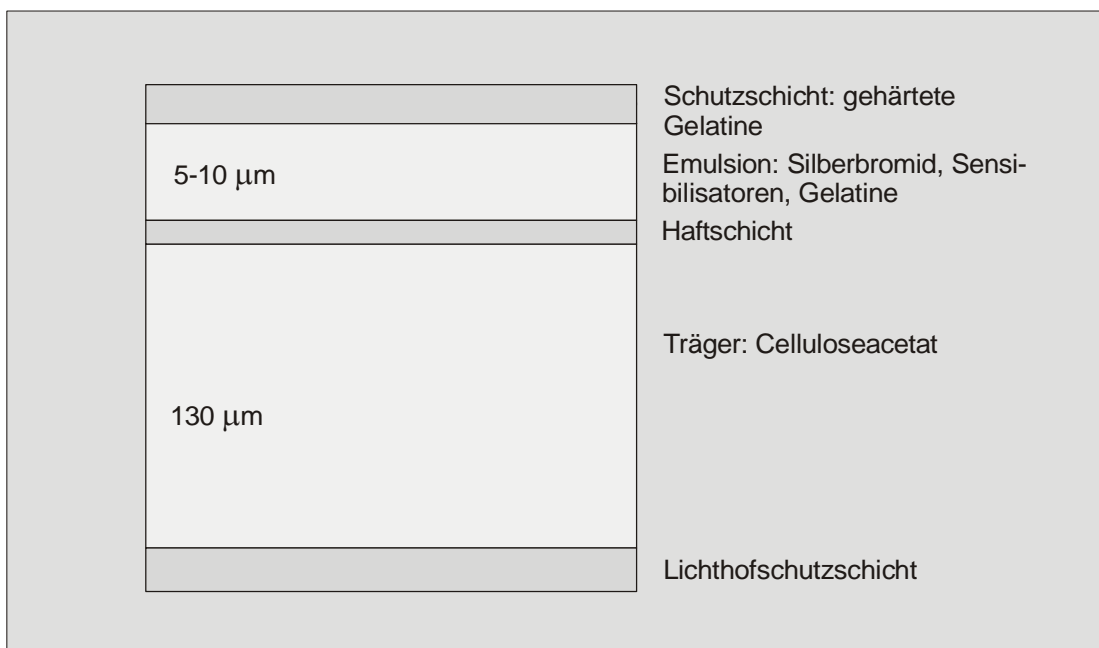 Schutzschicht: gehärtete
Gelatine
5-10 µm
Emulsion: Silberbromid, Sensi-
bilisatoren, Gelatine
Haftschicht
Träger: Celluloseacetat
130 µm
Lichthofschutzschicht